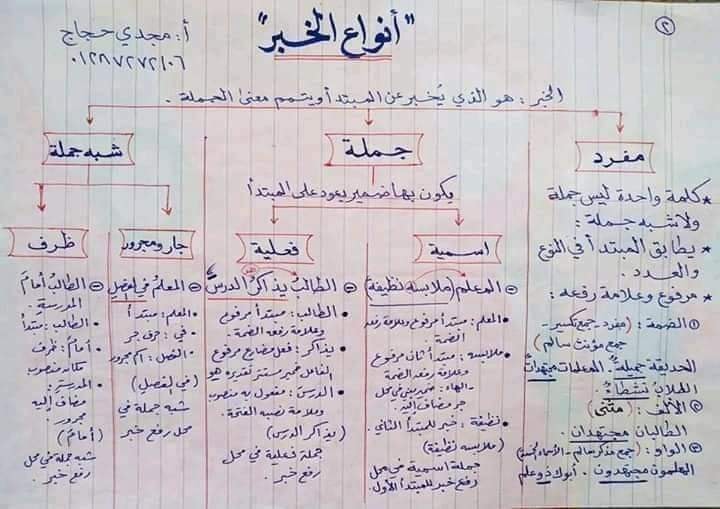 ②
"أنواع الخبر"
أ: مجدي حجاج
الخبر : هو الذي يُخبر عن المبتدأ ويتمم معنى الجملة .
مفرد
★ كلمة واحدة ليس جملة
ولا شبه جملة :
★ يطابق المبتدأ في النوع
والعدد .
★ مرفوع وعلامة رفعه :
① الضمة : (مفرد - جمع تكسير -
جمع مؤنث سالم)
الحديقة جميلةٌ . المعلمات مجتهداتٌ
الطلاب نشطاءٌ .
② الألف : (مثنى)
الطالبان مجتهدان .
③ الواو : (جمع مذكر سالم - الأسماء الخمسة)
المعلمون مجتهدون . أبوك ذو علم
جملة
يكون بها ضمير يعود على المبتدأ
اسمية
⊖ المعلم (ملابسه نظيفة)
• المعلم : مبتدأ مرفوع وعلامة رفعه
الضمة
• ملابسه : مبتدأ ثان مرفوع
وعلامة رفعه الضمة
- الهاء : ضمير مبني في محل
جر مضاف إليه .
• نظيفة : خبر للمبتدأ الثاني .
(ملابسه نظيفة)
جملة اسمية في محل
رفع خبر للمبتدأ الأول .
فعلية
⊖ الطالبُ يذاكرُ الدرسَ
• الطالب : مبتدأ مرفوع
وعلامة رفعه الضمة .
• يذاكر : فعل مضارع مرفوع
الفاعل ضمير مستتر تقديره هو
• الدرس : مفعول به منصوب
وعلامة نصبه الفتحة .
(يذاكر الدرس)
جملة فعلية في محل
رفع خبر .
شبه جملة
جار ومجرور
⊖ المعلمُ في الفصلِ
• المعلم : مبتدأ
• في : حرف جر
• الفصل : اسم مجرور
(في الفصل)
شبه جملة في
محل رفع خبر
ظرف
⊖ الطالبُ أمامَ
المدرسةِ .
• الطالب : مبتدأ
• أمام : ظرف
مكان منصوب
• المدرسة :
مضاف إليه
مجرور .
(أمام)
شبه جملة في محل
رفع خبر .